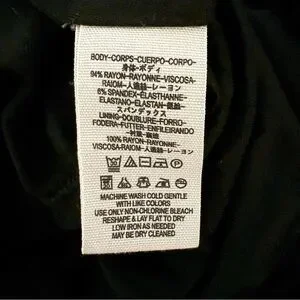 BODY-CORPS-CUERPO-CORPO-
身体-ボディ
94% RAYON-RAYONNE-VISCOSA-
RAIOM-人造絲-レーヨン
6% SPANDEX-ELASTHANNE-
ELASTANO-ELASTAN-
スパンデックス
LINING-DOUBLURE-FORRO-
FODERA-FUTTER-ENFILEIRANDO-
100% RAYON-RAYONNE-
VISCOSA-RAIOM-人造絲-レーヨン
MACHINE WASH COLD GENTLE
WITH LIKE COLORS
USE ONLY NON-CHLORINE BLEACH
RESHAPE & LAY FLAT TO DRY
LOW IRON AS NEEDED
MAY BE DRY CLEANED